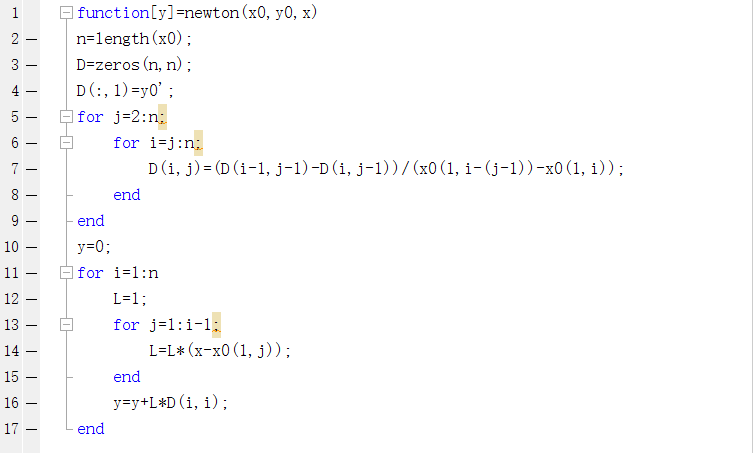 1 function[y]=newton(x0,y0,x)
2 — n=length(x0);
3 — D=zeros(n,n);
4 — D(:,1)=y0';
5 — for j=2:n;
6 — for i=j:n;
7 — D(i,j)=(D(i-1,j-1)-D(i,j-1))/(x0(1,i-(j-1))-x0(1,i));
8 — end
9 — end
10 — y=0;
11 — for i=1:n
12 — L=1;
13 — for j=1:i-1;
14 — L=L*(x-x0(1,j));
15 — end
16 — y=y+L*D(i,i);
17 — end